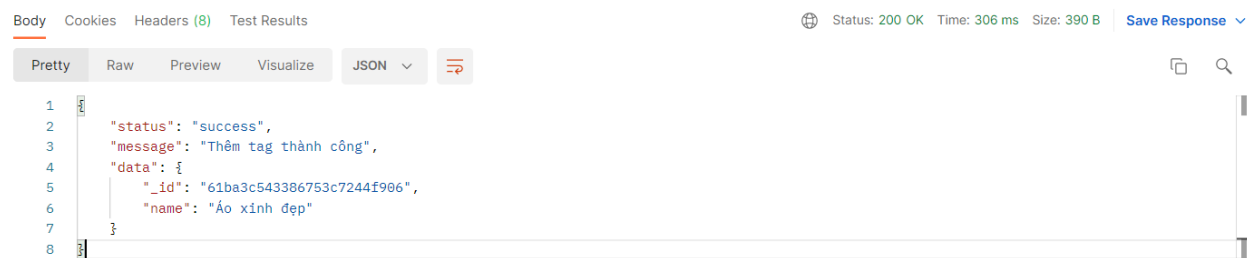 Body Cookies Headers (8) Test Results Status: 200 OK Time: 306 ms Size: 390 B Save Response
Pretty Raw Preview Visualize JSON
1 {
2 "status": "success",
3 "message": "Thêm tag thành công",
4 "data": {
5 "_id": "61ba3c543386753c7244f906",
6 "name": "Áo xinh đẹp"
7 }
8 }